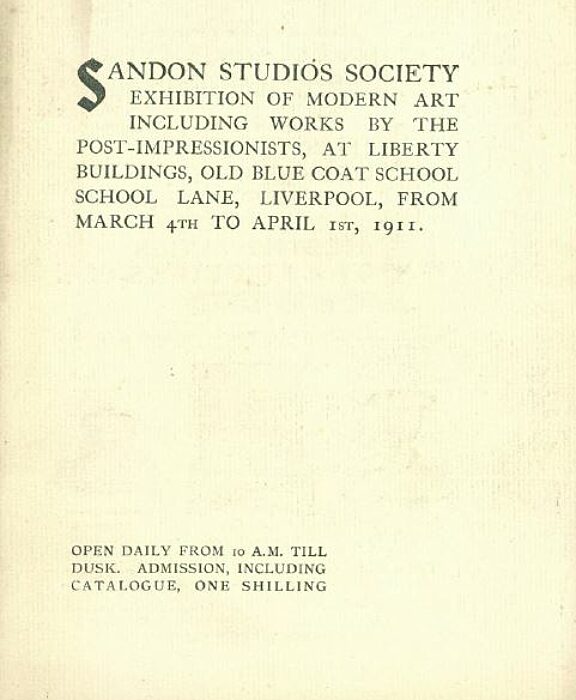 SANDON STUDIOS SOCIETY
EXHIBITION OF MODERN ART
INCLUDING WORKS BY THE
POST-IMPRESSIONISTS, AT LIBERTY
BUILDINGS, OLD BLUE COAT SCHOOL
SCHOOL LANE, LIVERPOOL, FROM
MARCH 4TH TO APRIL 1ST, 1911.
OPEN DAILY FROM 10 A.M. TILL
DUSK. ADMISSION, INCLUDING
CATALOGUE, ONE SHILLING